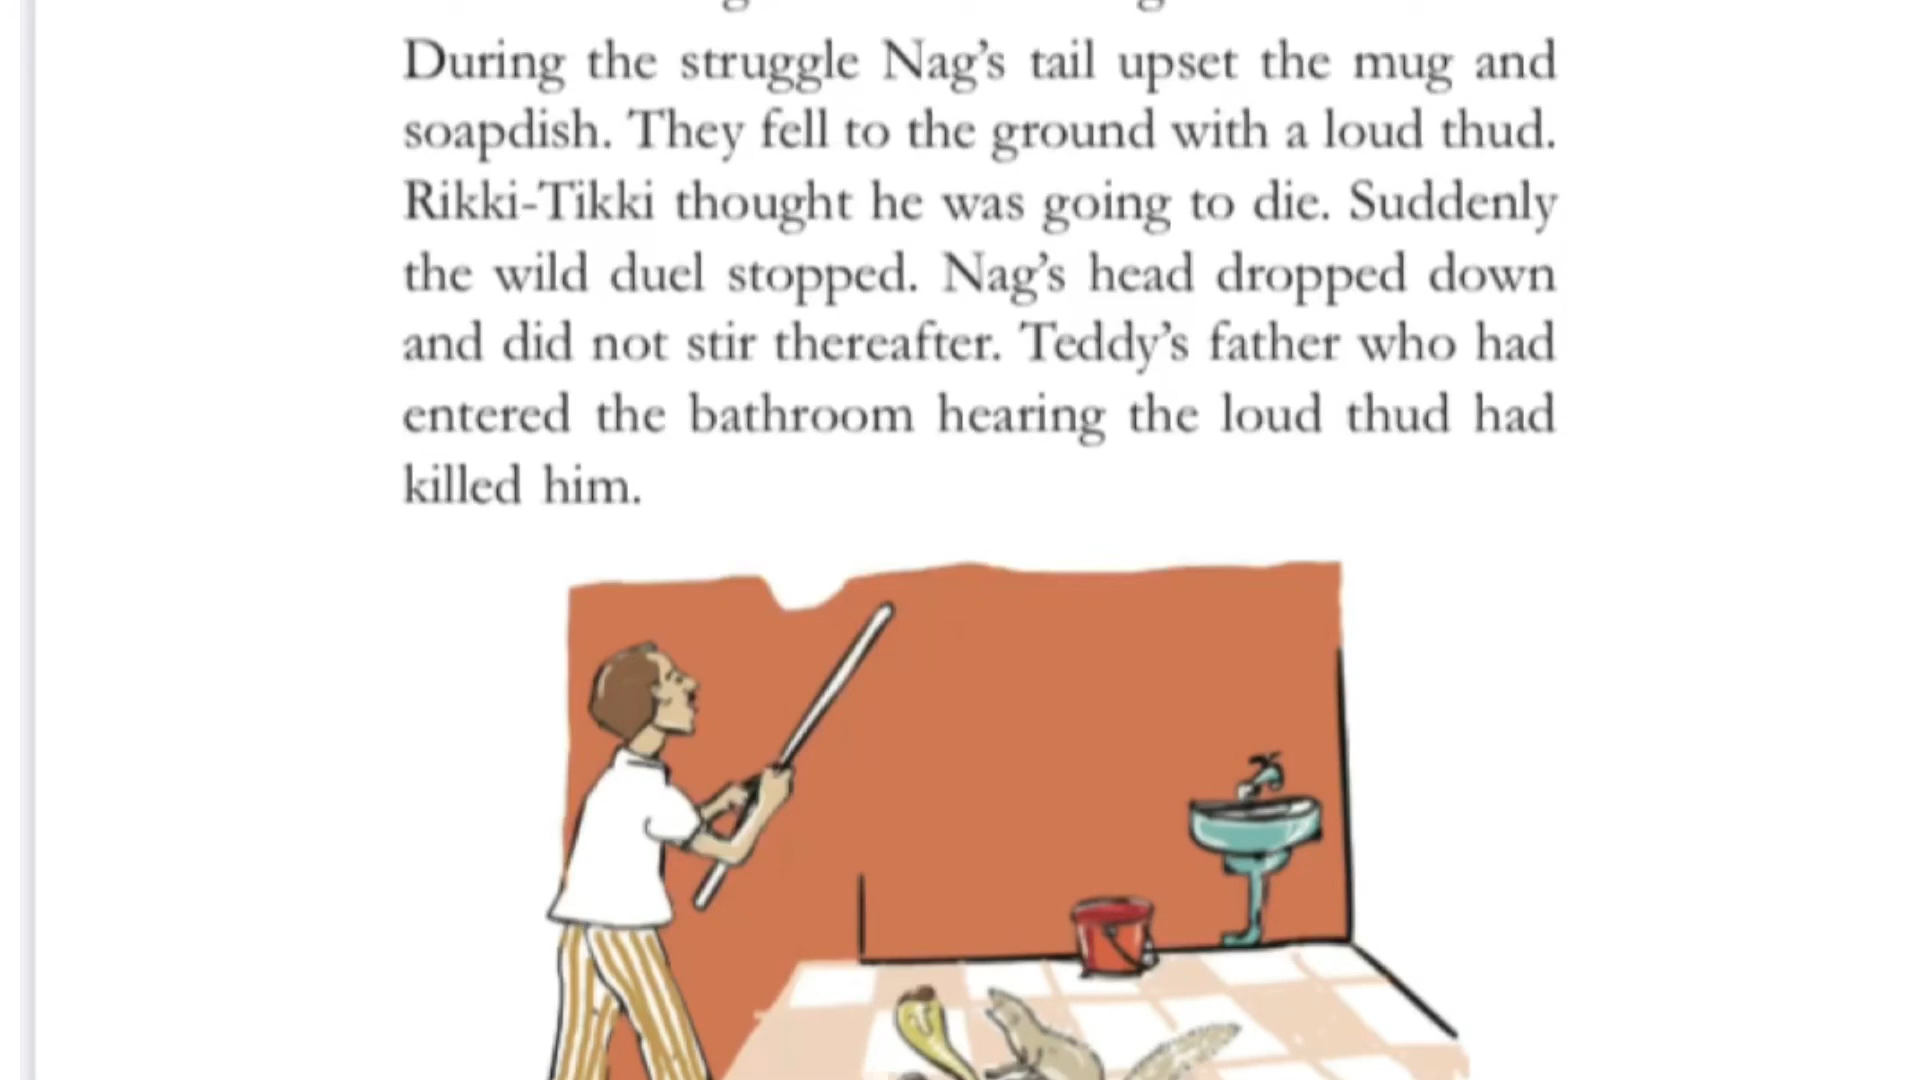 During the struggle Nag's tail upset the mug and
soapdish. They fell to the ground with a loud thud.
Rikki-Tikki thought he was going to die. Suddenly
the wild duel stopped. Nag's head dropped down
and did not stir thereafter. Teddy's father who had
entered the bathroom hearing the loud thud had
killed him.